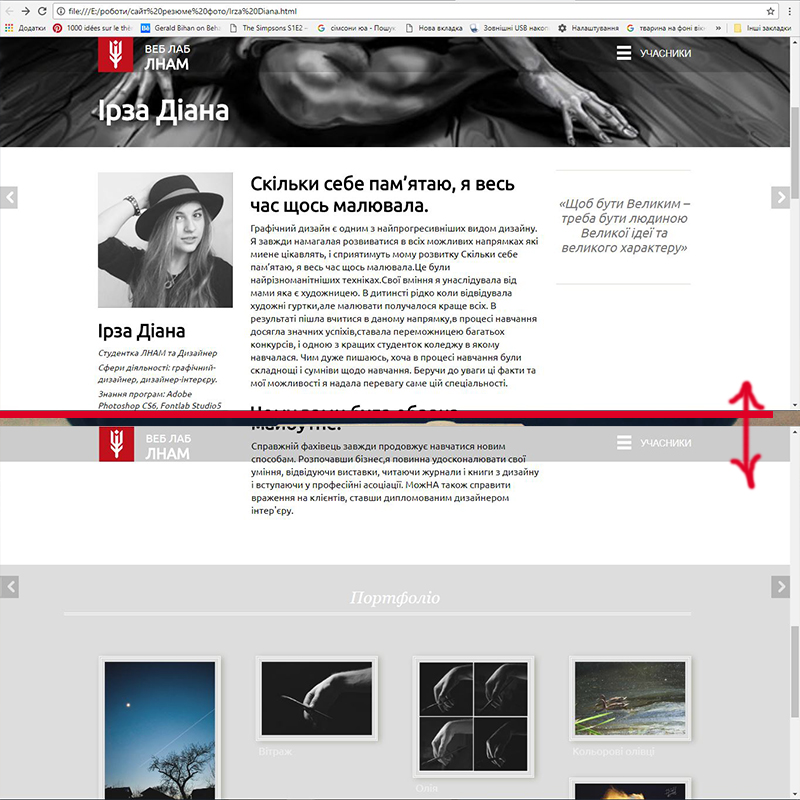 file:///E:/роботи/сайт%20резюме%20фото/Irza%20Diana.html
Додатки
1000 idées sur le t
Gerald Bihan on Beh
The Simpsons S1E2 -
сімсони юа - Пошук
Нова вкладка
Зовнішні USB накоп
Налаштування
тварина на фоні вікн
»
Інші закладки
ВЕБ ЛАБ
ЛНАМ
УЧАСНИКИ
Ірза Діана
Ірза Діана
Студентка ЛНАМ та Дизайнер
Сфери діяльності: графічний-
дизайнер, дизайнер-інтерєру.
Знання програм: Adobe
Photoshop CS6, Fontlab Studio5
Скільки себе пам’ятаю, я весь
час щось малювала.
Графічний дизайн є одним з найпрогресивніших видом дизайну.
Я завжди намагалая розвиватися в всіх можливих напрямках які
миене цікавлять, і сприятимуть мому розвитку Скільки себе
пам’ятаю, я весь час щось малювала.Це були
найрізноманітніших техніках.Свої вміння я унаслідувала від
мами яка є художницею. В дитинсті рідко коли відвідувала
художні гуртки,але малювати получалося краще всіх. В
результаті пішла вчитися в даному напрямку,в процесі навчання
досягла значних успіхів,ставала переможницею багатьох
конкурсів, і одною з кращих студенток коледжу в якому
навчалася. Чим дуже пишаюсь, хоча в процесі навчання були
складнощі і сумніви щодо навчання. Беручи до уваги ці факти та
мої можливості я надала перевагу саме цій спеціальності.
«Щоб бути Великим –
треба бути людиною
Великої ідеї та
великого характеру»
ВЕБ ЛАБ
ЛНАМ
УЧАСНИКИ
майбутнє.
Справжній фахівець завжди продовжує навчатися новим
способам. Розпочавши бізнес,я повинна удосконалювати свої
уміння, відвідуючи виставки, читаючи журнали і книги з дизайну
і вступаючи у професійні асоціації. МожНА також справити
враження на клієнтів, ставши дипломованим дизайнером
інтер'єру.
Портфоліо
Вітраж
Кольорові олівці
Олія